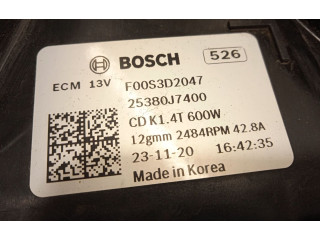 BOSCH 526
ECM 13V F00S3D2047
25380J7400
CD K1.4T 600W
12gmm 2484RPM 42.8A
23-11-20 16:42:35
Made in Korea